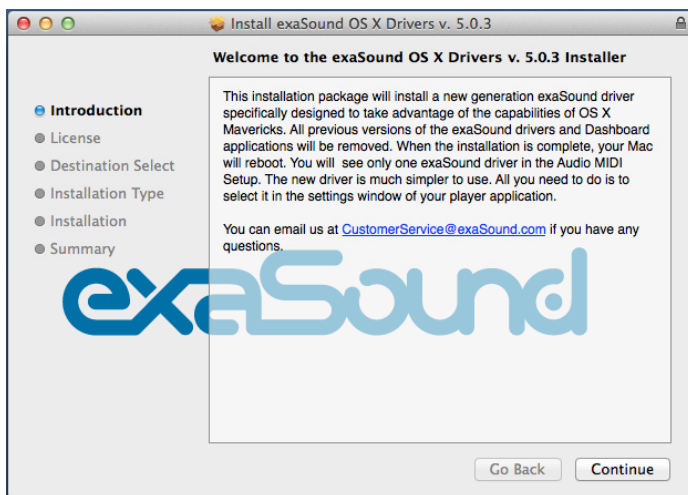 Install exaSound OS X Drivers v. 5.0.3
Welcome to the exaSound OS X Drivers v. 5.0.3 Installer
Introduction
License
Destination Select
Installation Type
Installation
Summary
This installation package will install a new generation exaSound driver
specifically designed to take advantage of the capabilities of OS X
Mavericks. All previous versions of the exaSound drivers and Dashboard
applications will be removed. When the installation is complete, your Mac
will reboot. You will see only one exaSound driver in the Audio MIDI
Setup. The new driver is much simpler to use. All you need to do is to
select it in the settings window of your player application.
You can email us at CustomerService@exaSound.com if you have any
questions.
exaSound
Go Back
Continue